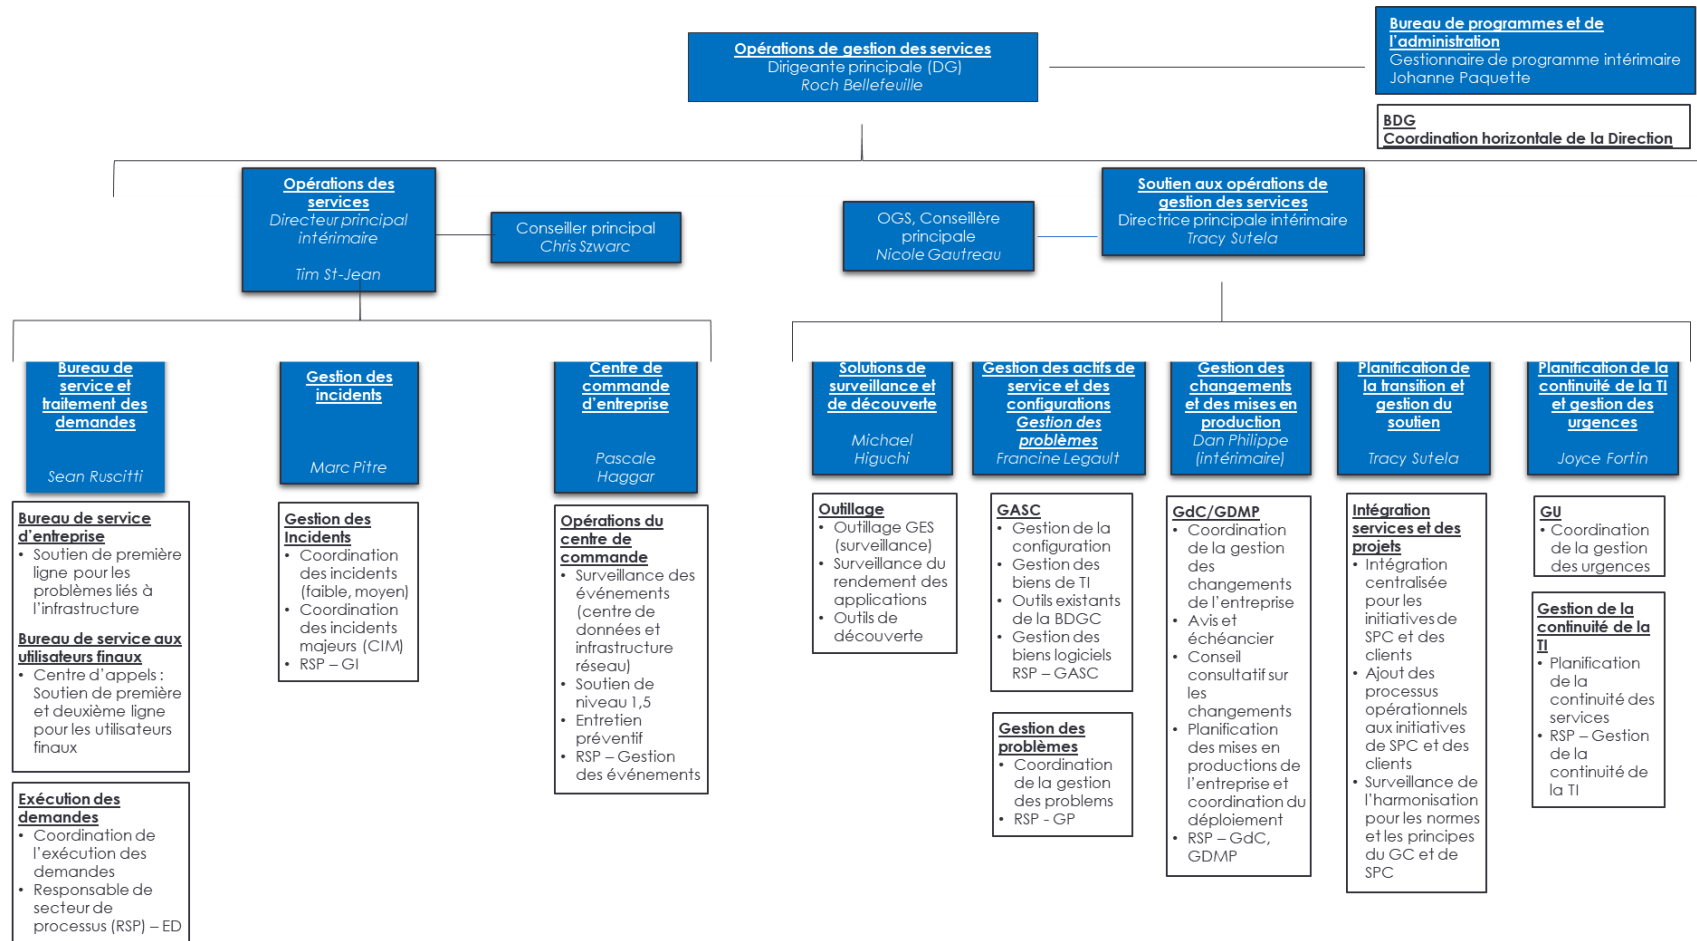 Opérations de gestion des services
Dirigeante principale (DG)
Roch Bellefeuille
Bureau de programmes et de
l'administration
Gestionnaire de programme intérimaire
Johanne Paquette
BDG
Coordination horizontale de la Direction
Opérations des
services
Directeur principal
intérimaire
Tim St-Jean
Conseiller principal
Chris Szwarc
OGS, Conseillère
principale
Nicole Gautreau
Soutien aux opérations de
gestion des services
Directrice principale intérimaire
Tracy Sutela
Bureau de
service et
traitement des
demandes
Sean Ruscitti
Gestion des
incidents
Marc Pitre
Centre de
commande
d'entreprise
Pascale
Haggar
Solutions de
surveillance et
de découverte
Michael
Higuchi
Gestion des actifs de
service et des
configurations
Gestion des
problèmes
Francine Legault
Gestion des
changements
et des mises en
production
Dan Philippe
(intérimaire)
Planification de
la transition et
gestion du
soutien
Tracy Sutela
Planification de la
continuité de la TI
et gestion des
urgences
Joyce Fortin
Bureau de service
d'entreprise
• Soutien de première
ligne pour les
problèmes liés à
l'infrastructure
Bureau de service aux
utilisateurs finaux
• Centre d'appels :
Soutien de première
et deuxième ligne
pour les utilisateurs
finaux
Exécution des
demandes
• Coordination de
l'exécution des
demandes
• Responsable de
secteur de
processus (RSP) – ED
Gestion des
Incidents
• Coordination
des incidents
(faible, moyen)
• Coordination
des incidents
majeurs (CIM)
• RSP – GI
Opérations du
centre de
commande
• Surveillance des
événements
(centre de
données et
infrastructure
réseau)
• Soutien de
niveau 1,5
• Entretien
préventif
• RSP – Gestion
des événements
Outillage
• Outillage GES
(surveillance)
• Surveillance du
rendement des
applications
• Outils de
découverte
GASC
• Gestion de la
configuration
• Gestion des
biens de TI
• Outils existants
de la BDGC
• Gestion des
biens logiciels
RSP – GASC
Gestion des
problèmes
• Coordination
de la gestion
des problems
• RSP - GP
GdC/GDMP
• Coordination
de la gestion
des
changements
de l'entreprise
• Avis et
échéancier
• Conseil
consultatif sur
les
changements
• Planification
des mises en
productions de
l'entreprise et
coordination du
déploiement
• RSP – GdC,
GDMP
Intégration
services et des
projets
• Intégration
centralisée
pour les
initiatives de
SPC et des
clients
• Ajout des
processus
opérationnels
aux initiatives
de SPC et des
clients
• Surveillance de
l'harmonisation
pour les normes
et les principes
du GC et de
SPC
GU
• Coordination
de la gestion
des urgences
Gestion de la
continuité de la
TI
• Planification
de la
continuité des
services
• RSP – Gestion
de la
continuité de
la TI